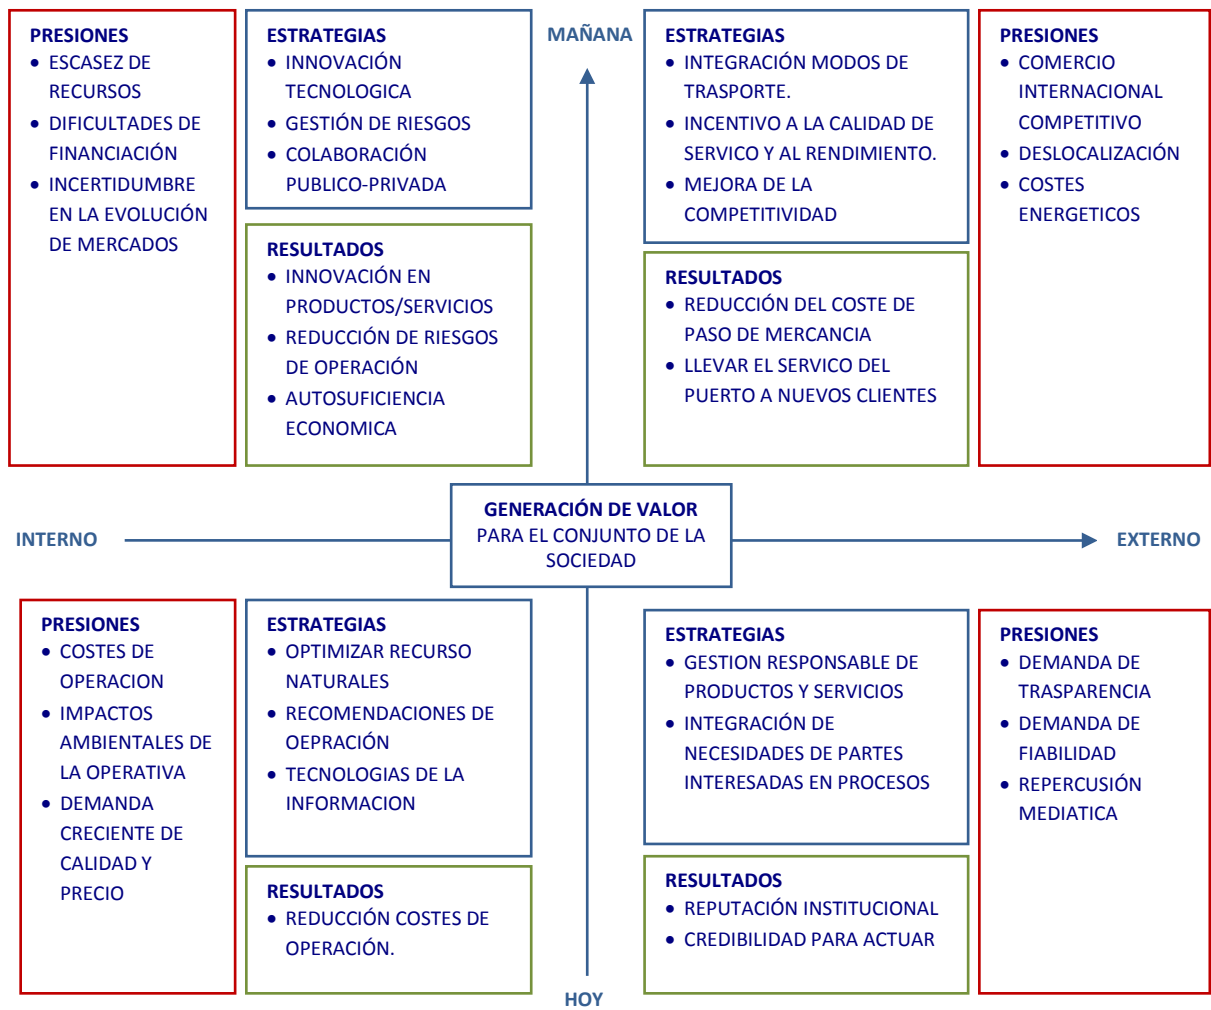 PRESIONES
• ESCASEZ DE
RECURSOS
• DIFICULTADES DE
FINANCIACIÓN
• INCERTIDUMBRE
EN LA EVOLUCIÓN
DE MERCADOS
ESTRATEGIAS
• INNOVACIÓN
TECNOLOGICA
• GESTIÓN DE RIESGOS
• COLABORACIÓN
PUBLICO-PRIVADA
RESULTADOS
• INNOVACIÓN EN
PRODUCTOS/SERVICIOS
• REDUCCIÓN DE RIESGOS
DE OPERACIÓN
• AUTOSUFICIENCIA
ECONOMICA
MAÑANA
ESTRATEGIAS
• INTEGRACIÓN MODOS DE
TRASPORTE.
• INCENTIVO A LA CALIDAD DE
SERVICO Y AL RENDIMIENTO.
• MEJORA DE LA
COMPETITIVIDAD
RESULTADOS
• REDUCCIÓN DEL COSTE DE
PASO DE MERCANCIA
• LLEVAR EL SERVICO DEL
PUERTO A NUEVOS CLIENTES
PRESIONES
• COMERCIO
INTERNACIONAL
COMPETITIVO
• DESLOCALIZACIÓN
• COSTES
ENERGETICOS
INTERNO
GENERACIÓN DE VALOR
PARA EL CONJUNTO DE LA
SOCIEDAD
EXTERNO
PRESIONES
• COSTES DE
OPERACION
• IMPACTOS
AMBIENTALES DE
LA OPERATIVA
• DEMANDA
CRECIENTE DE
CALIDAD Y
PRECIO
ESTRATEGIAS
• OPTIMIZAR RECURSO
NATURALES
• RECOMENDACIONES DE
OEPRACIÓN
• TECNOLOGIAS DE LA
INFORMACION
RESULTADOS
• REDUCCIÓN COSTES DE
OPERACIÓN.
ESTRATEGIAS
• GESTION RESPONSABLE DE
PRODUCTOS Y SERVICIOS
• INTEGRACIÓN DE
NECESIDADES DE PARTES
INTERESADAS EN PROCESOS
RESULTADOS
• REPUTACIÓN INSTITUCIONAL
• CREDIBILIDAD PARA ACTUAR
PRESIONES
• DEMANDA DE
TRASPARENCIA
• DEMANDA DE
FIABILIDAD
• REPERCUSIÓN
MEDIATICA
HOY